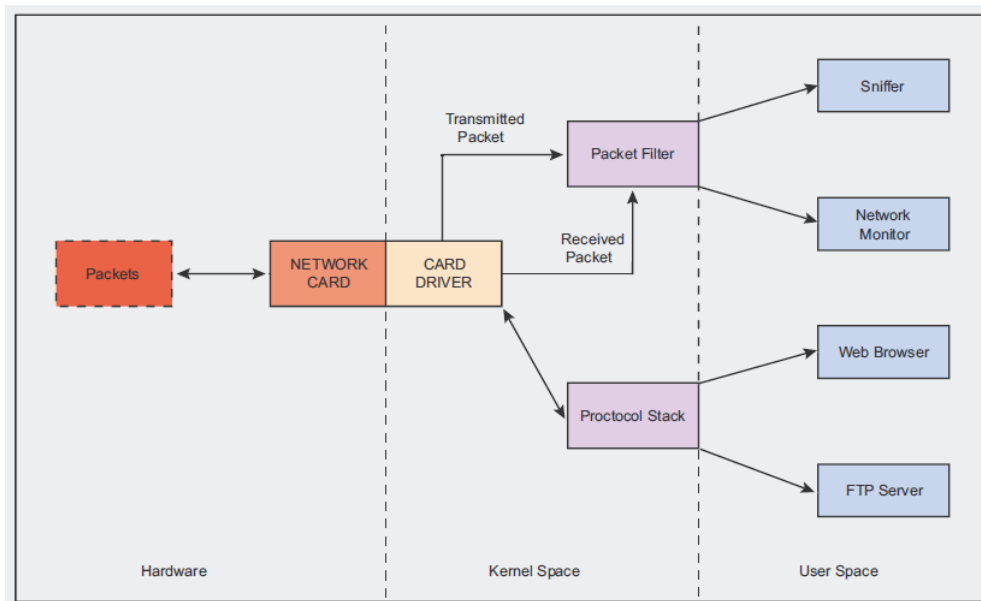 Sniffer
Transmitted
Packet
Packet Filter
Network
Monitor
Received
Packet
Packets
NETWORK
CARD
CARD
DRIVER
Web Browser
Proctocol Stack
FTP Server
Hardware
Kernel Space
User Space